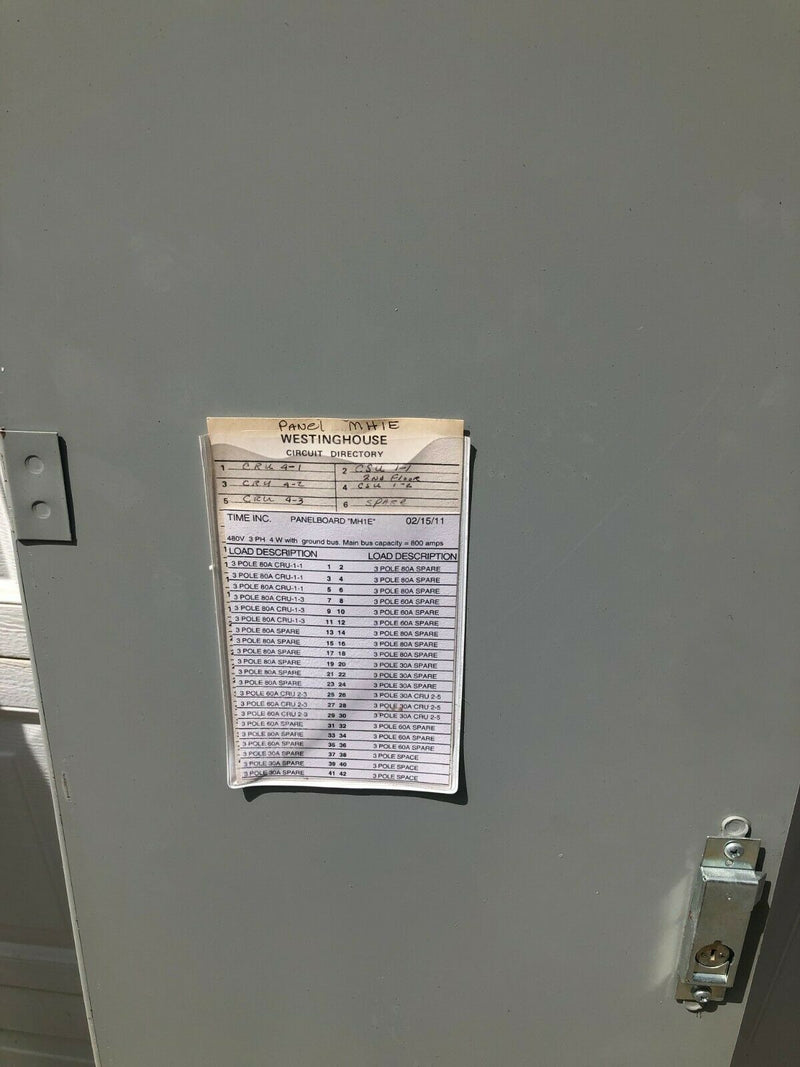 PANEL MH1E
WESTINGHOUSE
CIRCUIT DIRECTORY
1 CRU 4-1 2 CSU 1-1
2ND FLOOR
3 CRU 4-2 4 CSU 1-2
5 CRU 4-3 6 SPARE
TIME INC. PANELBOARD "MH1E" 02/15/11
480V 3 PH 4 W with ground bus. Main bus capacity = 800 amps
LOAD DESCRIPTION LOAD DESCRIPTION
3 POLE 80A CRU-1-1 1 2 3 POLE 80A SPARE
3 POLE 80A CRU-1-1 3 4 3 POLE 80A SPARE
3 POLE 80A CRU-1-1 5 6 3 POLE 80A SPARE
3 POLE 80A CRU-1-3 7 8 3 POLE 60A SPARE
3 POLE 80A CRU-1-3 9 10 3 POLE 60A SPARE
3 POLE 80A CRU-1-3 11 12 3 POLE 60A SPARE
3 POLE 80A SPARE 13 14 3 POLE 80A SPARE
3 POLE 80A SPARE 15 16 3 POLE 80A SPARE
3 POLE 80A SPARE 17 18 3 POLE 80A SPARE
3 POLE 80A SPARE 19 20 3 POLE 30A SPARE
3 POLE 80A SPARE 21 22 3 POLE 30A SPARE
3 POLE 80A SPARE 23 24 3 POLE 30A SPARE
3 POLE 60A CRU 2-3 25 26 3 POLE 30A CRU 2-5
3 POLE 60A CRU 2-3 27 28 3 POLE 30A CRU 2-5
3 POLE 60A CRU 2-3 29 30 3 POLE 30A CRU 2-5
3 POLE 60A SPARE 31 32 3 POLE 60A SPARE
3 POLE 60A SPARE 33 34 3 POLE 60A SPARE
3 POLE 60A SPARE 35 36 3 POLE 60A SPARE
3 POLE 30A SPARE 37 38 3 POLE SPACE
3 POLE 30A SPARE 39 40 3 POLE SPACE
3 POLE 30A SPARE 41 42 3 POLE SPACE